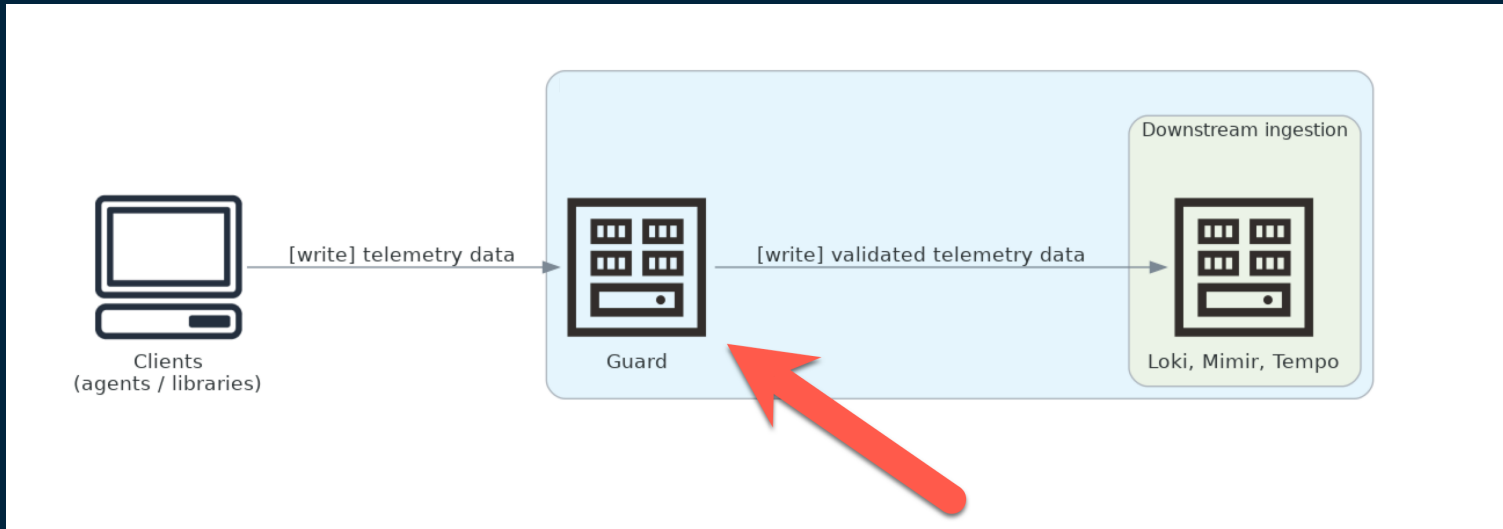 Downstream ingestion
[write] telemetry data
[write] validated telemetry data
Clients
(agents / libraries)
Guard
Loki, Mimir, Tempo